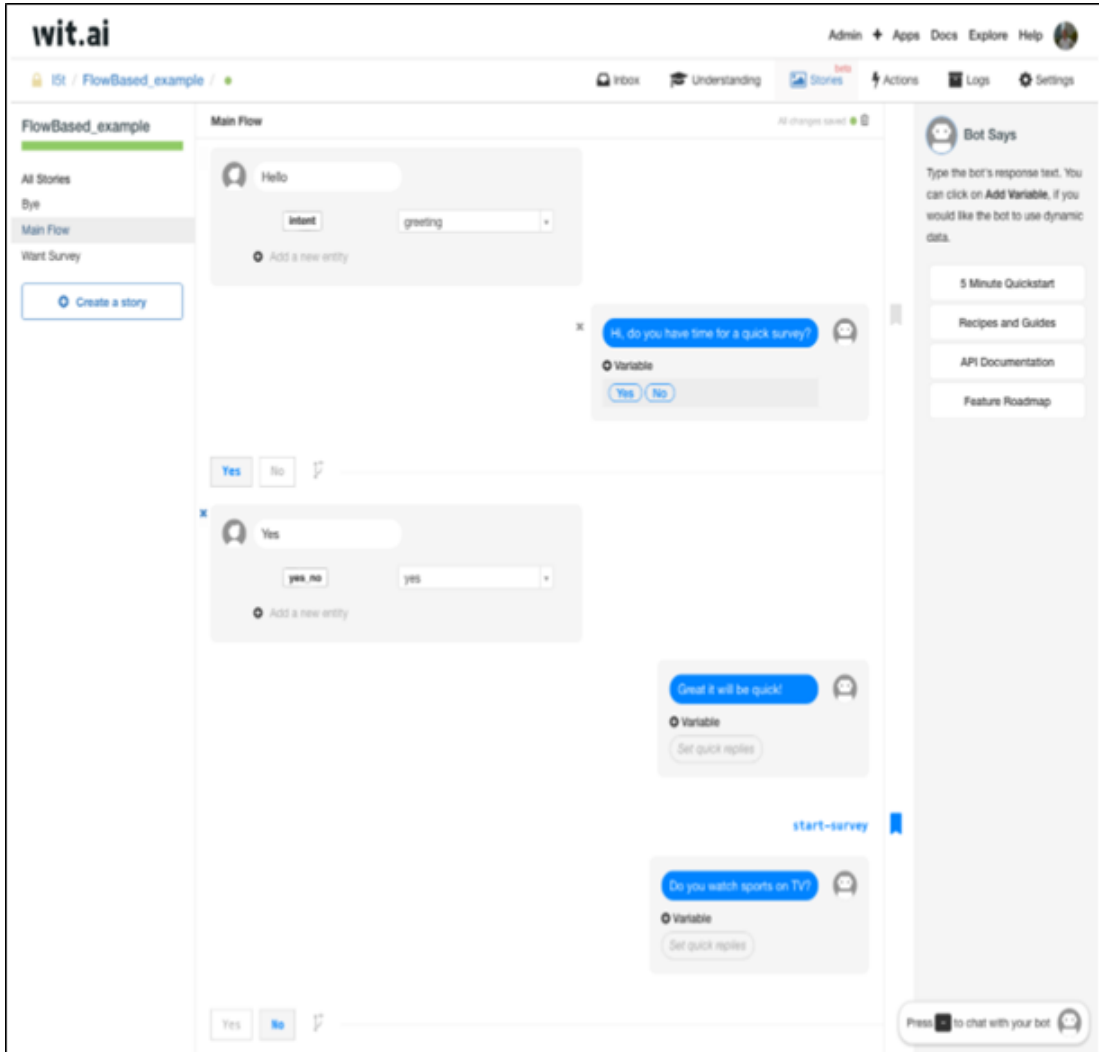 wit.ai
Admin + Apps Docs Explore Help
l5t / FlowBased_example /
Inbox Understanding Stories beta Actions Logs Settings
FlowBased_example
All Stories
Bye
Main Flow
Want Survey
Create a story
Main Flow
All changes saved
Hello
intent greeting
Add a new entity
Hi, do you have time for a quick survey?
Variable
Yes No
Yes No
Yes
yes_no yes
Add a new entity
Great it will be quick!
Variable
Set quick replies
start-survey
Do you watch sports on TV?
Variable
Set quick replies
Yes No
Bot Says
Type the bot's response text. You
can click on Add Variable, if you
would like the bot to use dynamic
data.
5 Minute Quickstart
Recipes and Guides
API Documentation
Feature Roadmap
Press to chat with your bot